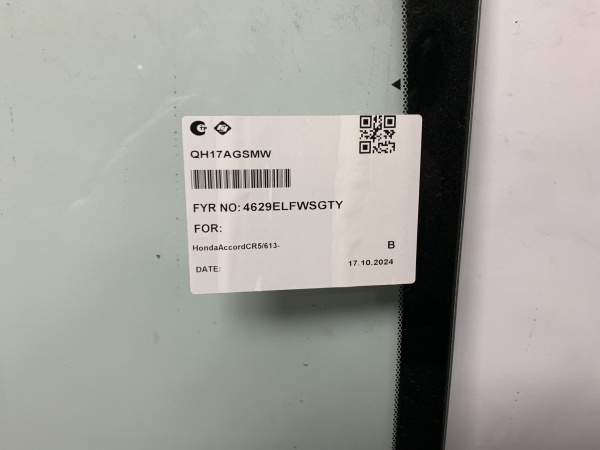 QH17AGSMW
FYR NO: 4629ELFWSGTY
FOR:
HondaAccordCR5/613-
B
DATE:
17.10.2024